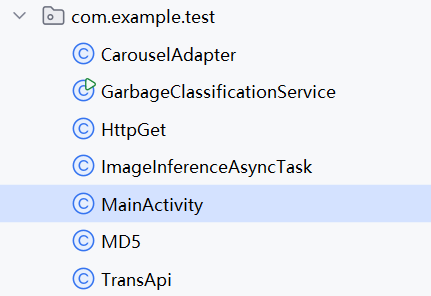 com.example.test
CarouselAdapter
GarbageClassificationService
HttpGet
ImageInferenceAsyncTask
MainActivity
MD5
TransApi